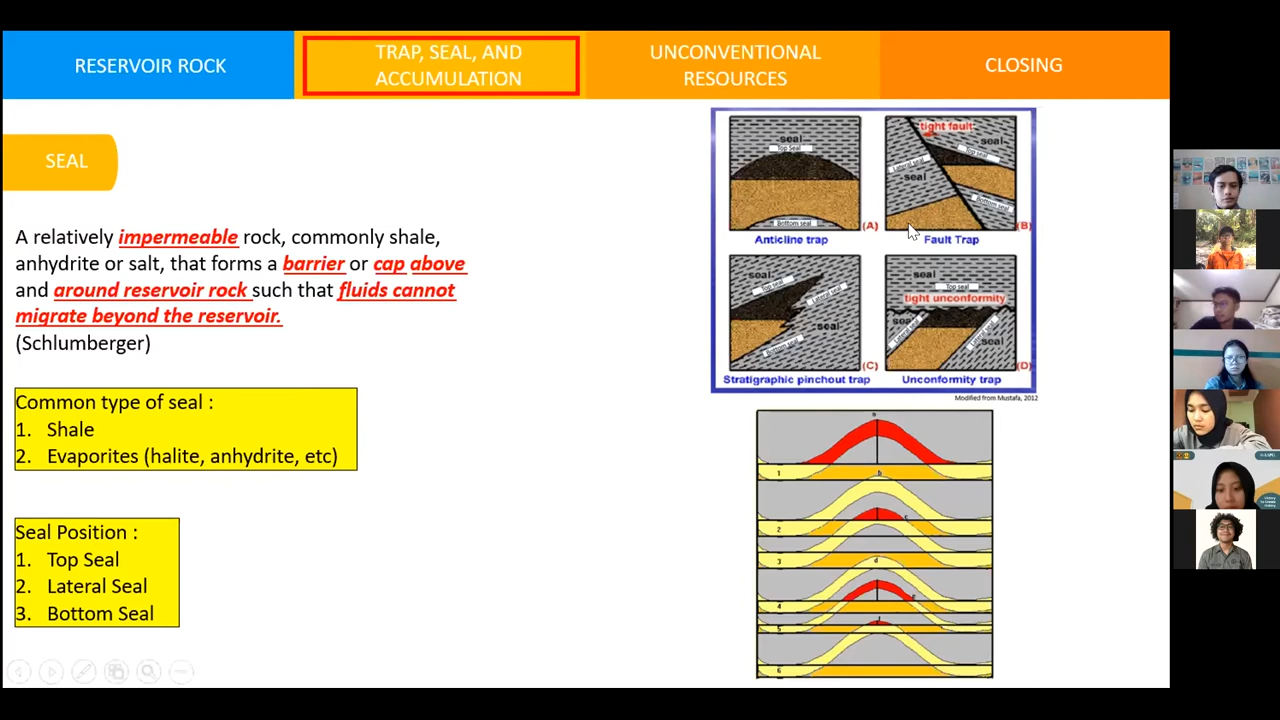 RESERVOIR ROCK
TRAP, SEAL, AND
ACCUMULATION
UNCONVENTIONAL
RESOURCES
CLOSING
SEAL
A relatively impermeable rock, commonly shale,
anhydrite or salt, that forms a barrier or cap above
and around reservoir rock such that fluids cannot
migrate beyond the reservoir.
(Schlumberger)
Common type of seal :
1. Shale
2. Evaporites (halite, anhydrite, etc)
Seal Position :
1. Top Seal
2. Lateral Seal
3. Bottom Seal
seal
Top Seal
Bottom seal
(A)
Anticline trap
tight fault
seal
Top seal
Lateral seal
seal
Bottom seal
(B)
Fault Trap
seal
Top seal
Lateral seal
seal
Bottom seal
(C)
Stratigraphic pinchout trap
seal
Top seal
tight unconformity
seal
Lateral seal
Lateral seal
seal
(D)
Unconformity trap
Modified from Mustafa, 2012
1
b
2
c
3
d
4
5
6